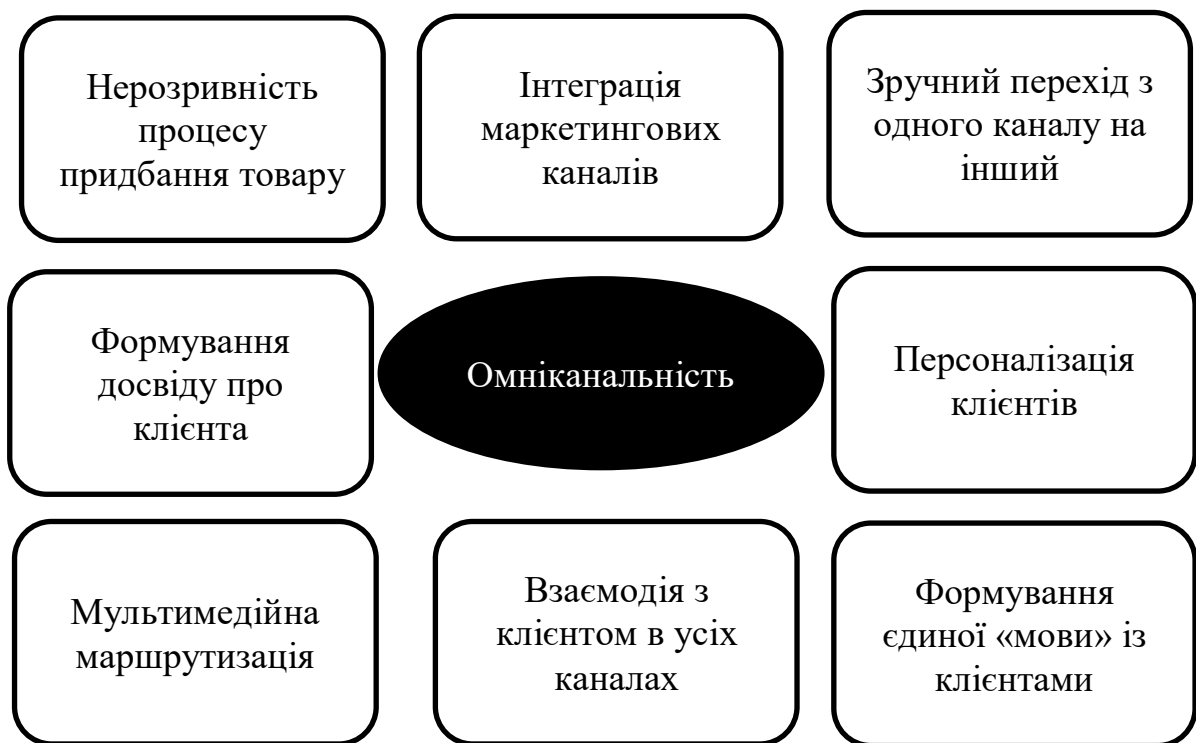 Нерозривність
процесу
придбання товару
Інтеграція
маркетингових
каналів
Зручний перехід з
одного каналу на
інший
Формування
досвіду про
клієнта
Омніканальність
Персоналізація
клієнтів
Мультимедійна
маршрутизація
Взаємодія з
клієнтом в усіх
каналах
Формування
єдиної «мови» із
клієнтами